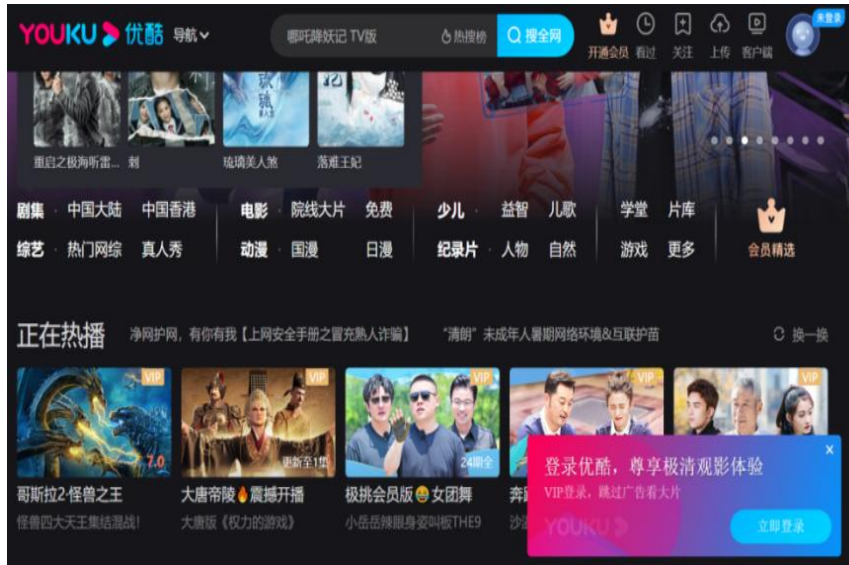 YOUKU 优酷 导航
哪吒降妖记 TV版 热搜榜 搜全网
开通会员 看过 关注 上传 客户端
未登录
重启之极海听雷... 刺 琉璃美人煞 落难王妃
剧集 · 中国大陆 中国香港 电影 · 院线大片 免费 少儿 · 益智 儿歌 学堂 片库
综艺 · 热门网综 真人秀 动漫 · 国漫 日漫 纪录片 · 人物 自然 游戏 更多
会员精选
正在热播 净网护网,有你有我【上网安全手册之冒充熟人诈骗】 “清朗”未成年人暑期网络环境&互联护苗 换一换
VIP VIP VIP VIP VIP
7.0 更新至1集 24期全
哥斯拉2·怪兽之王 大唐帝陵🔥震撼开播 极挑会员版😁女团舞 奔
怪兽四大天王集结混战! 大唐版《权力的游戏》 小岳岳辣眼身姿叫板THE9 沙
登录优酷,尊享极清观影体验
VIP登录,跳过广告看大片
YOUKU
立即登录